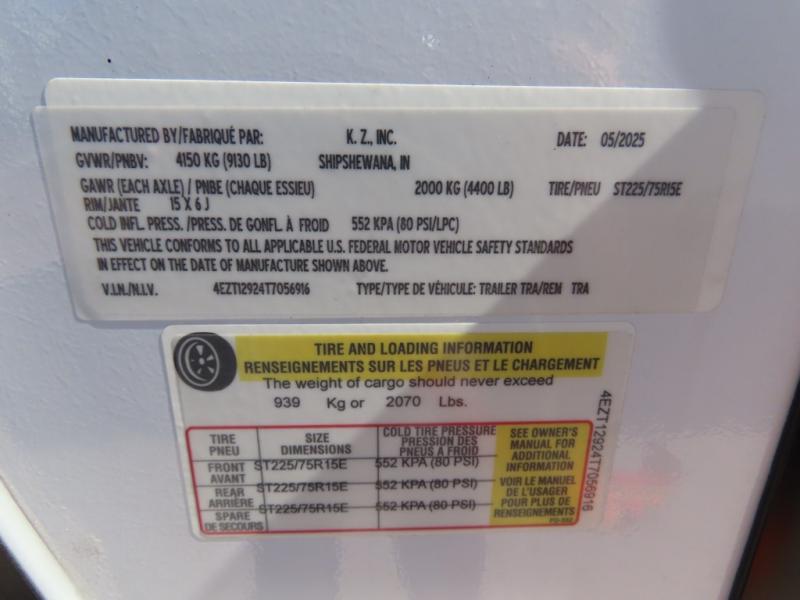 MANUFACTURED BY/FABRIQUÉ PAR: K. Z., INC. DATE: 05/2025
GVWR/PNBV: 4150 KG (9130 LB) SHIPSHEWANA, IN
GAWR (EACH AXLE) / PNBE (CHAQUE ESSIEU) 2000 KG (4400 LB) TIRE/PNEU ST225/75R15E
RIM/JANTE 15 X 6 J
COLD INFL. PRESS. /PRESS. DE GONFL. À FROID 552 KPA (80 PSI/LPC)
THIS VEHICLE CONFORMS TO ALL APPLICABLE U.S. FEDERAL MOTOR VEHICLE SAFETY STANDARDS
IN EFFECT ON THE DATE OF MANUFACTURE SHOWN ABOVE.
V.I.N./N.I.V. 4EZT12924T7056916 TYPE/TYPE DE VÉHICULE: TRAILER TRA/REM TRA
TIRE AND LOADING INFORMATION
RENSEIGNEMENTS SUR LES PNEUS ET LE CHARGEMENT
The weight of cargo should never exceed
939 Kg or 2070 Lbs.
TIRE
PNEU
SIZE
DIMENSIONS
COLD TIRE PRESSURE
PRESSION DES
PNEUS A FROID
FRONT
AVANT
ST225/75R15E 552 KPA (80 PSI)
REAR
ARRIÈRE
ST225/75R15E 552 KPA (80 PSI)
SPARE
DE SECOURS
ST225/75R15E 552 KPA (80 PSI)
SEE OWNER'S
MANUAL FOR
ADDITIONAL
INFORMATION
VOIR LE MANUEL
DE L'USAGER
POUR PLUS DE
RENSEIGNEMENTS
4EZT12924T7056916